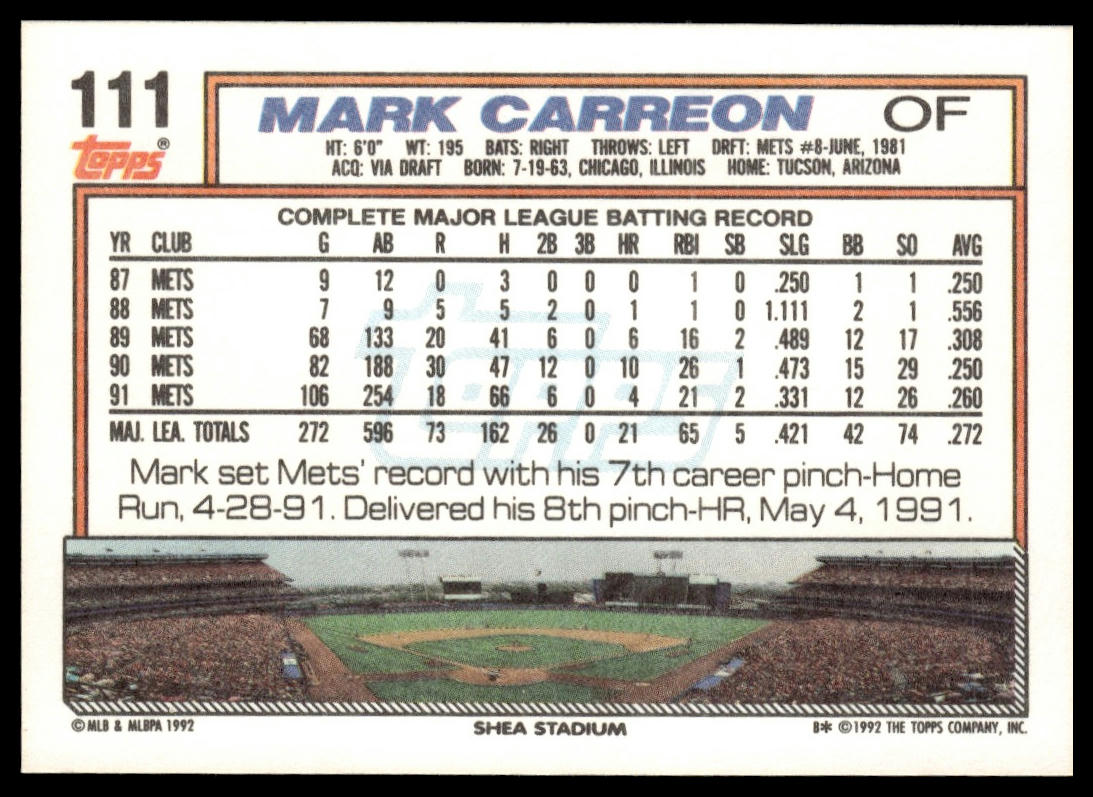 111
topps®
MARK CARREON OF
HT: 6'0" WT: 195 BATS: RIGHT THROWS: LEFT DRFT: METS #8-JUNE, 1981
ACQ: VIA DRAFT BORN: 7-19-63, CHICAGO, ILLINOIS HOME: TUCSON, ARIZONA
COMPLETE MAJOR LEAGUE BATTING RECORD
YR CLUB G AB R H 2B 3B HR RBI SB SLG BB SO AVG
87 METS 9 12 0 3 0 0 0 1 0 .250 1 1 .250
88 METS 7 9 5 5 2 0 1 1 0 1.111 2 1 .556
89 METS 68 133 20 41 6 0 6 16 2 .489 12 17 .308
90 METS 82 188 30 47 12 0 10 26 1 .473 15 29 .250
91 METS 106 254 18 66 6 0 4 21 2 .331 12 26 .260
MAJ. LEA. TOTALS 272 596 73 162 26 0 21 65 5 .421 42 74 .272
topps
Mark set Mets' record with his 7th career pinch-Home
Run, 4-28-91. Delivered his 8th pinch-HR, May 4, 1991.
©MLB & MLBPA 1992
SHEA STADIUM
B* ©1992 THE TOPPS COMPANY, INC.